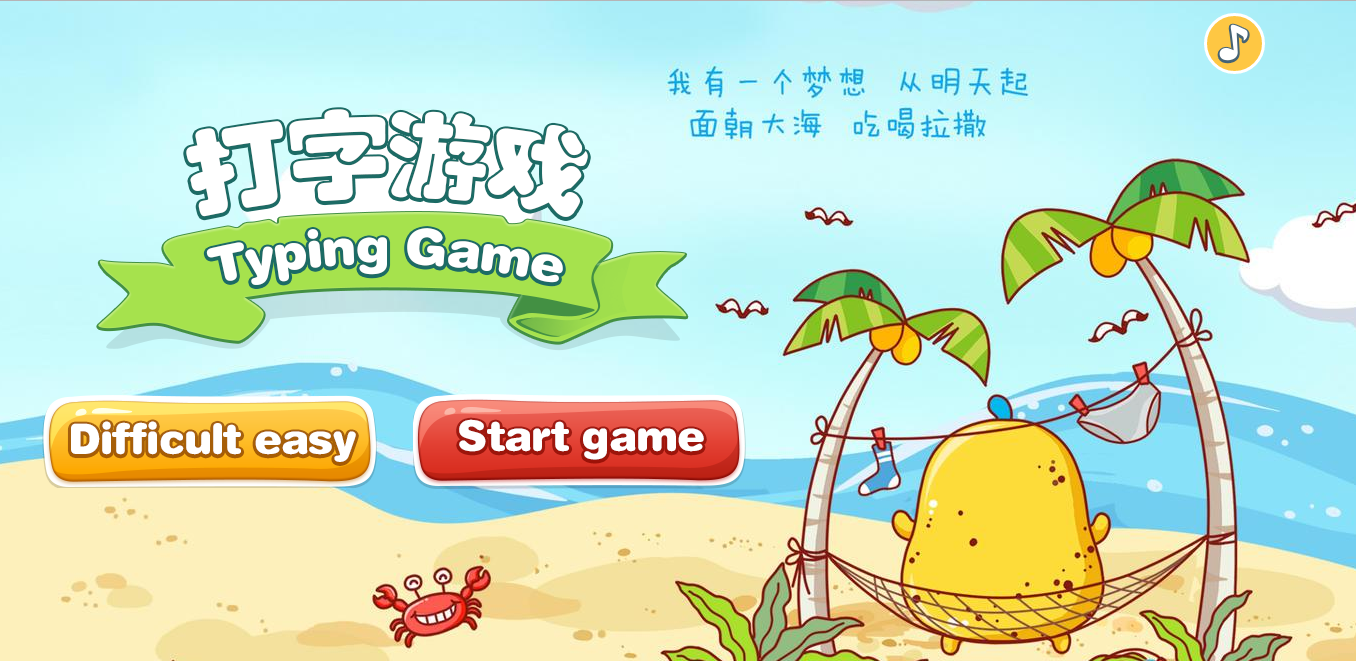 我有一个梦想 从明天起
面朝大海 吃喝拉撒
打字游戏
Typing Game
Difficult easy
Start game